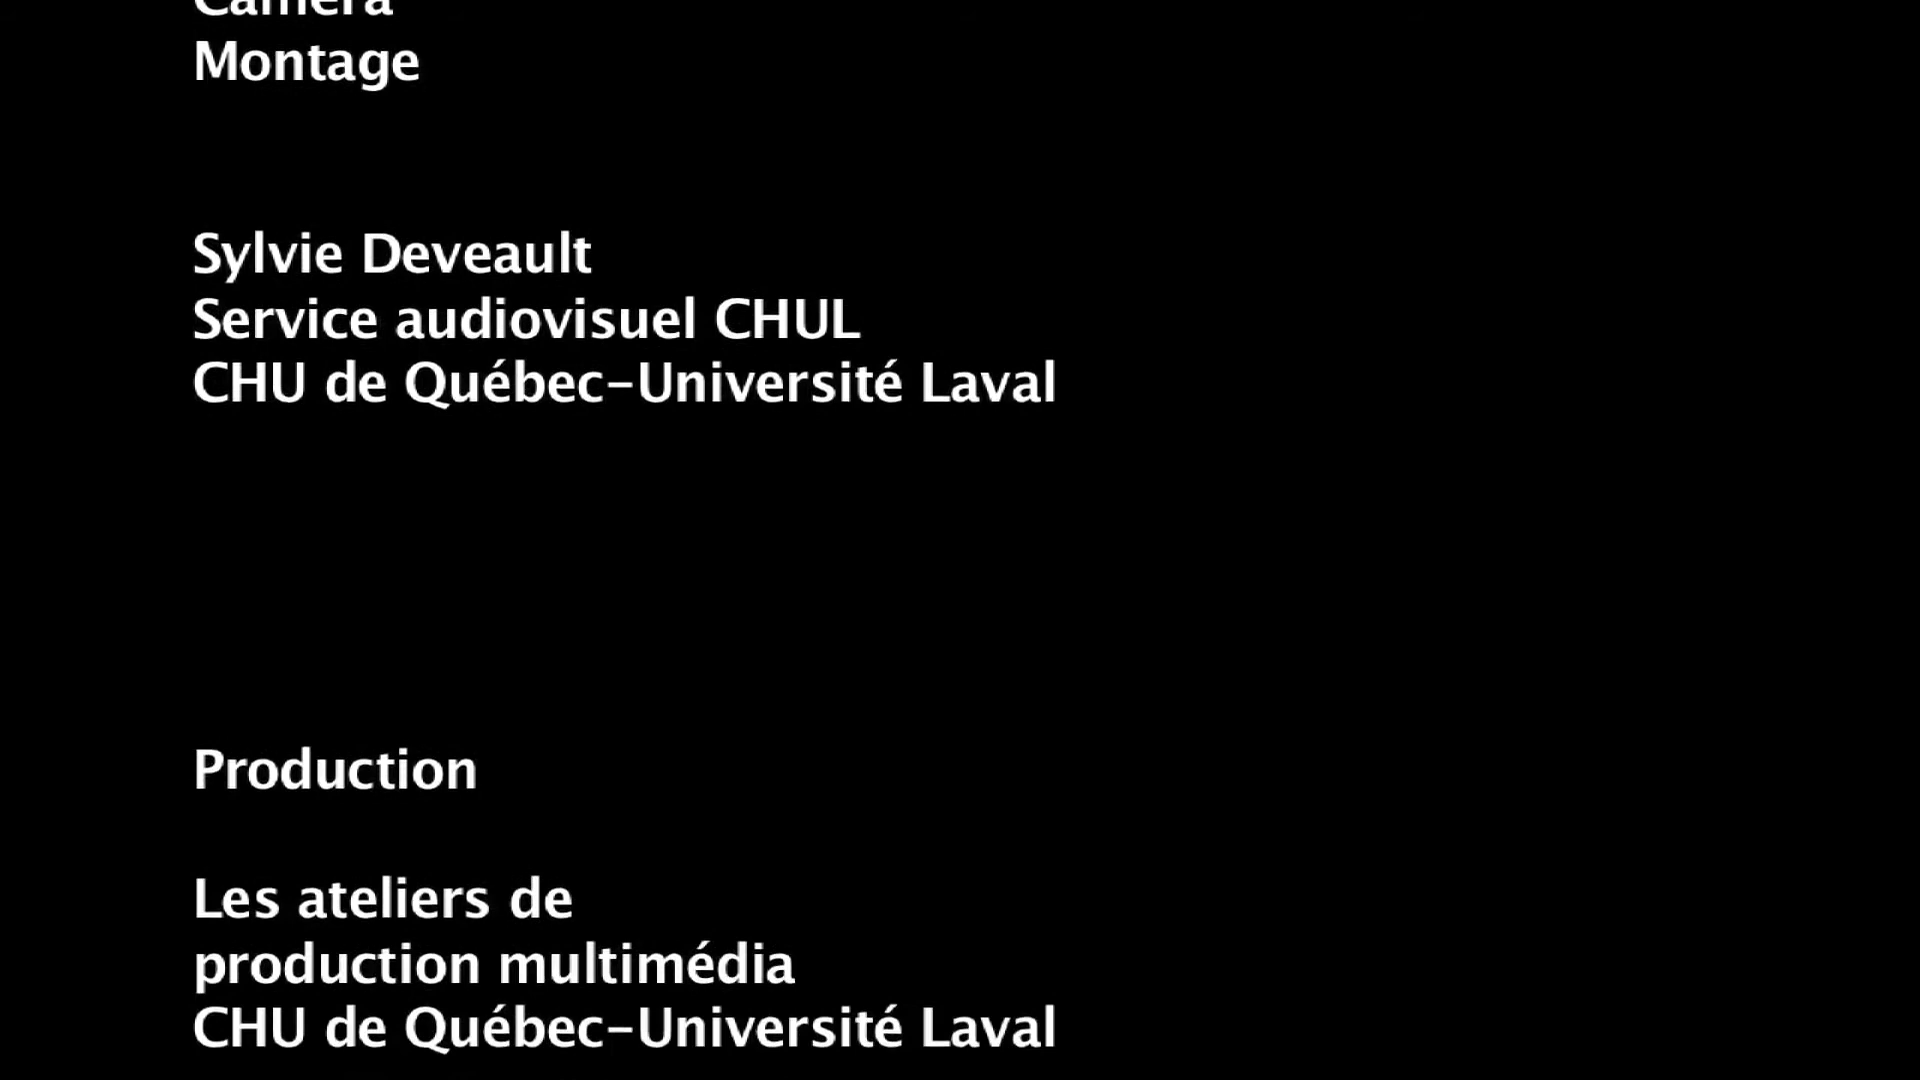 Caméra
Montage
Sylvie Deveault
Service audiovisuel CHUL
CHU de Québec-Université Laval
Production
Les ateliers de
production multimédia
CHU de Québec-Université Laval